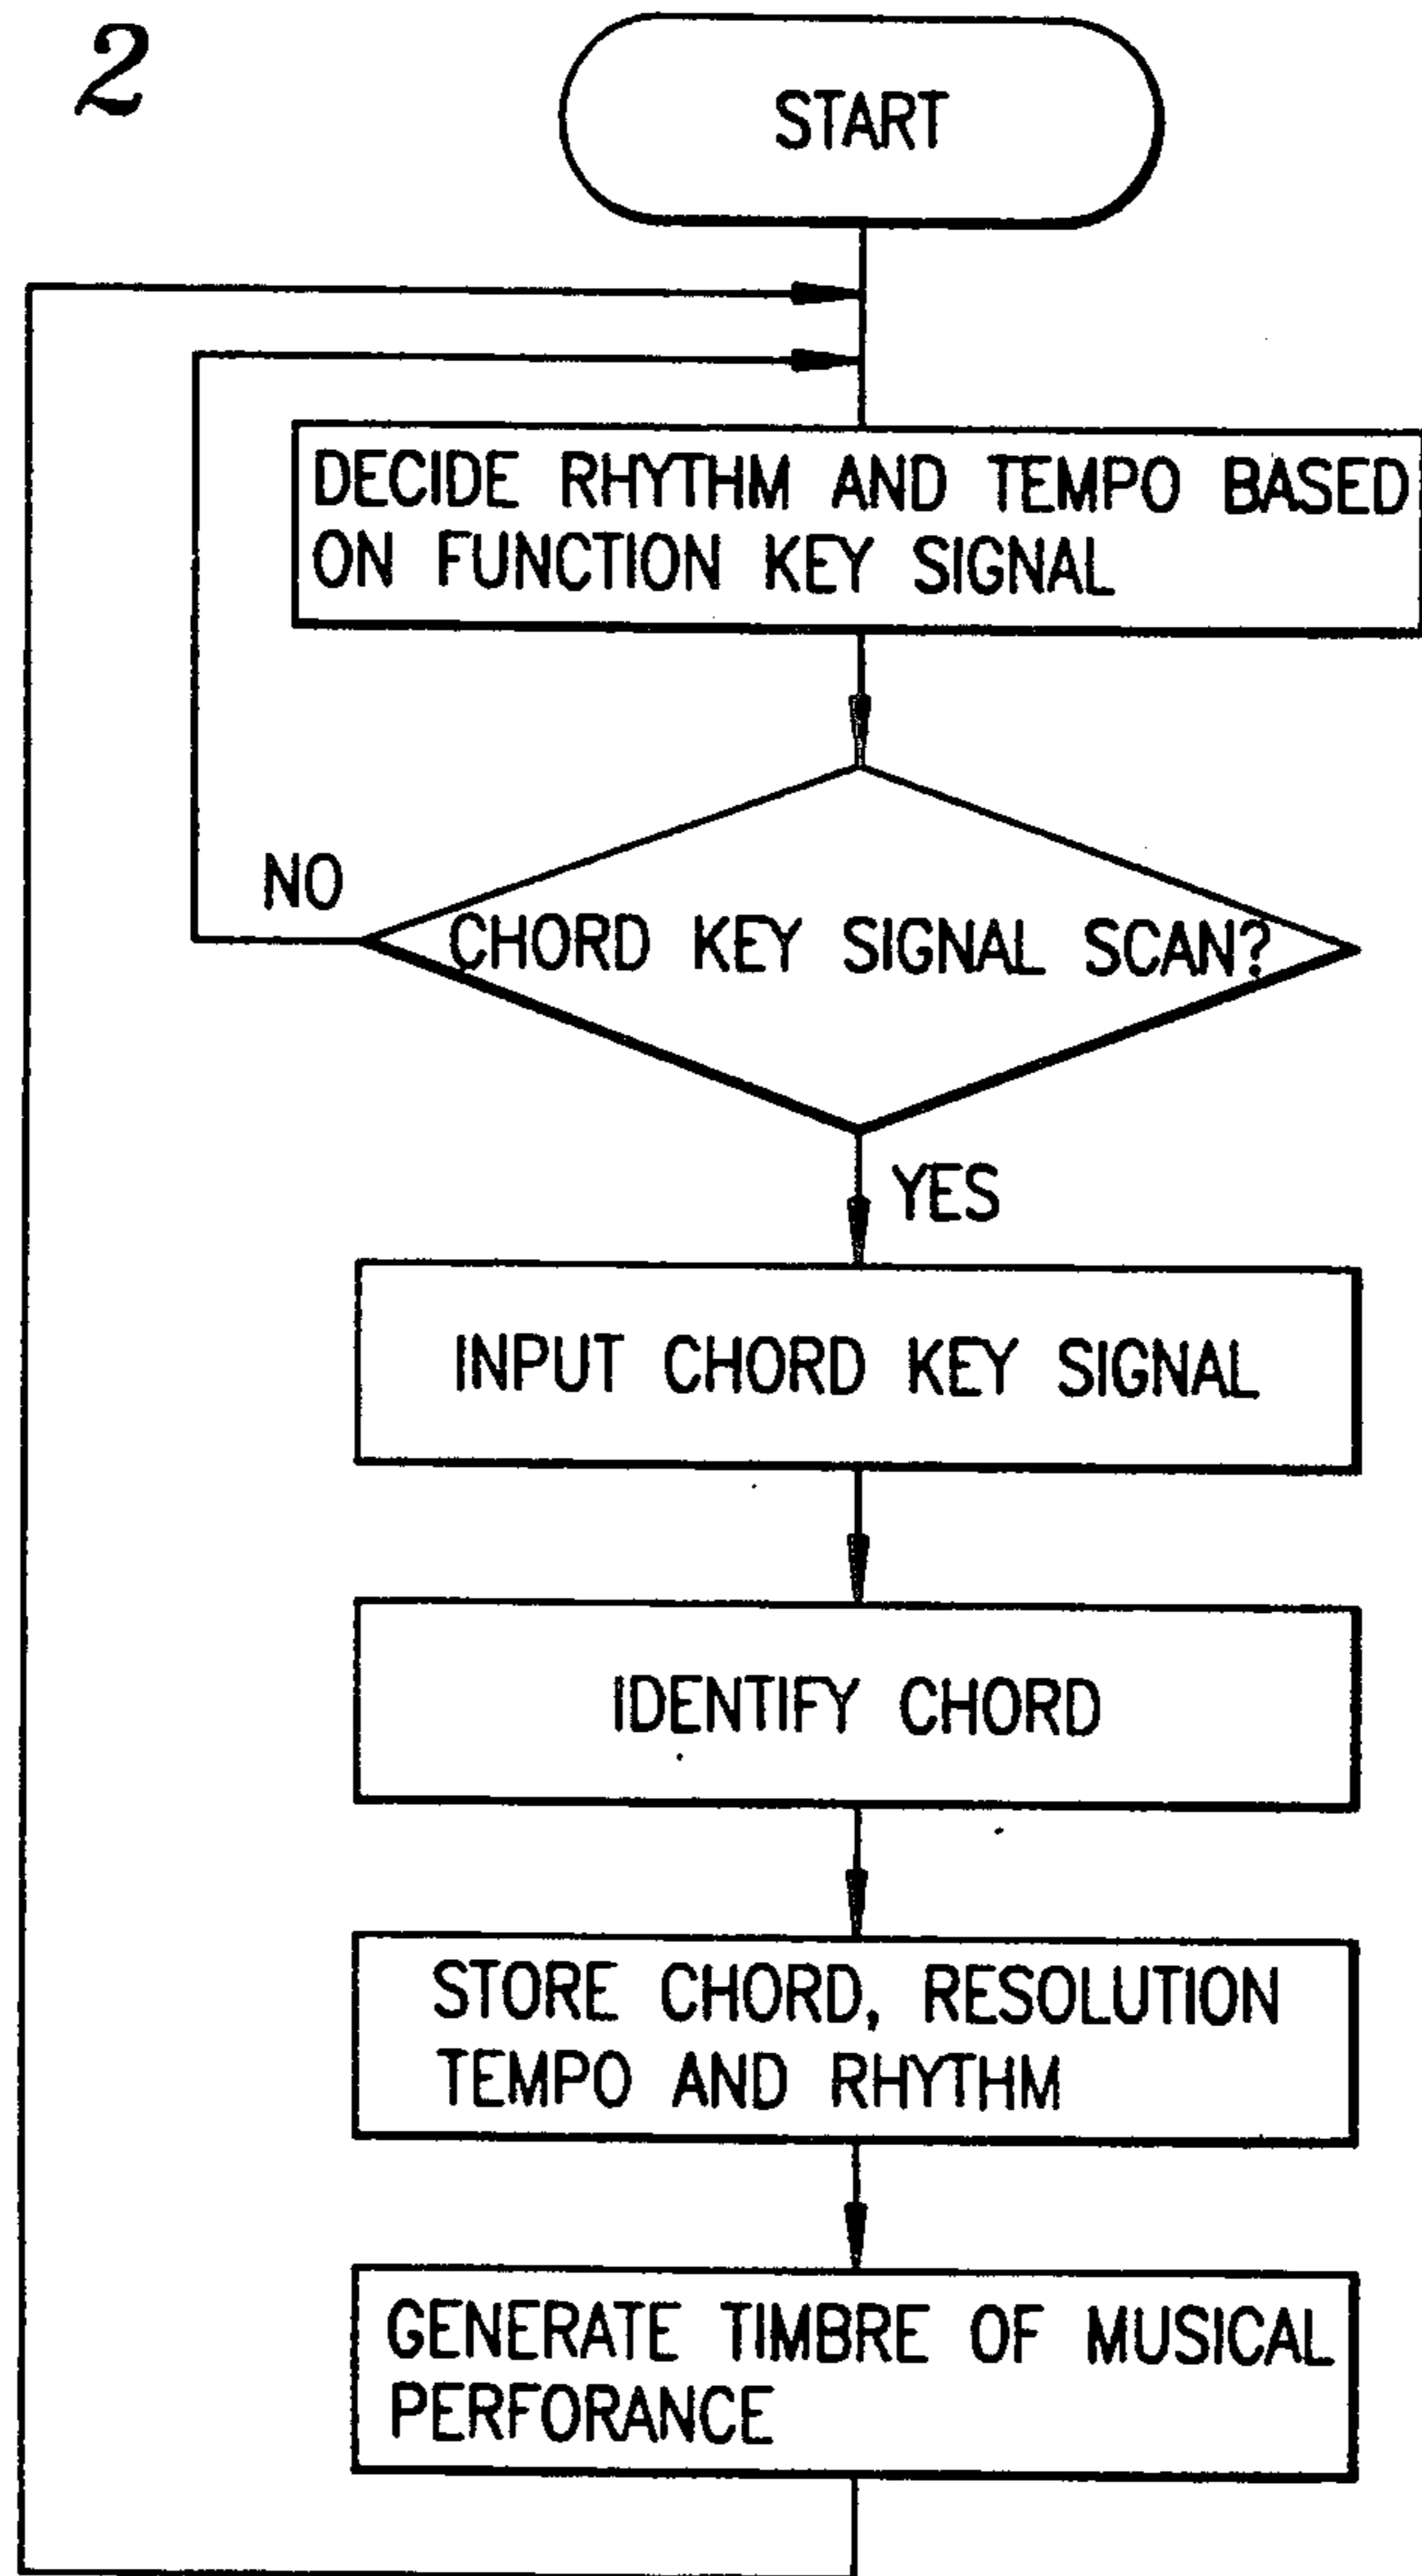 2
START
DECIDE RHYTHM AND TEMPO BASED
ON FUNCTION KEY SIGNAL
NO
CHORD KEY SIGNAL SCAN?
YES
INPUT CHORD KEY SIGNAL
IDENTIFY CHORD
STORE CHORD, RESOLUTION
TEMPO AND RHYTHM
GENERATE TIMBRE OF MUSICAL
PERFORANCE